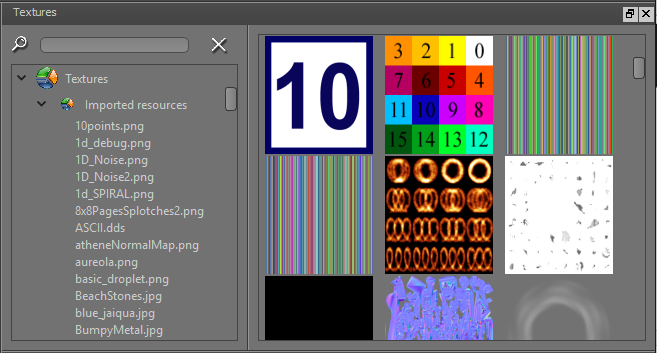 Textures
Textures
Imported resources
10points.png
1d_debug.png
1D_Noise.png
1D_Noise2.png
1d_SPIRAL.png
8x8PagesSplotches2.png
ASCII.dds
atheneNormalMap.png
aureola.png
basic_droplet.png
BeachStones.jpg
blue_jaiqua.jpg
BumpyMetal.jpg
10
3 2 1 0
7 6 5 4
11 10 9 8
15 14 13 12